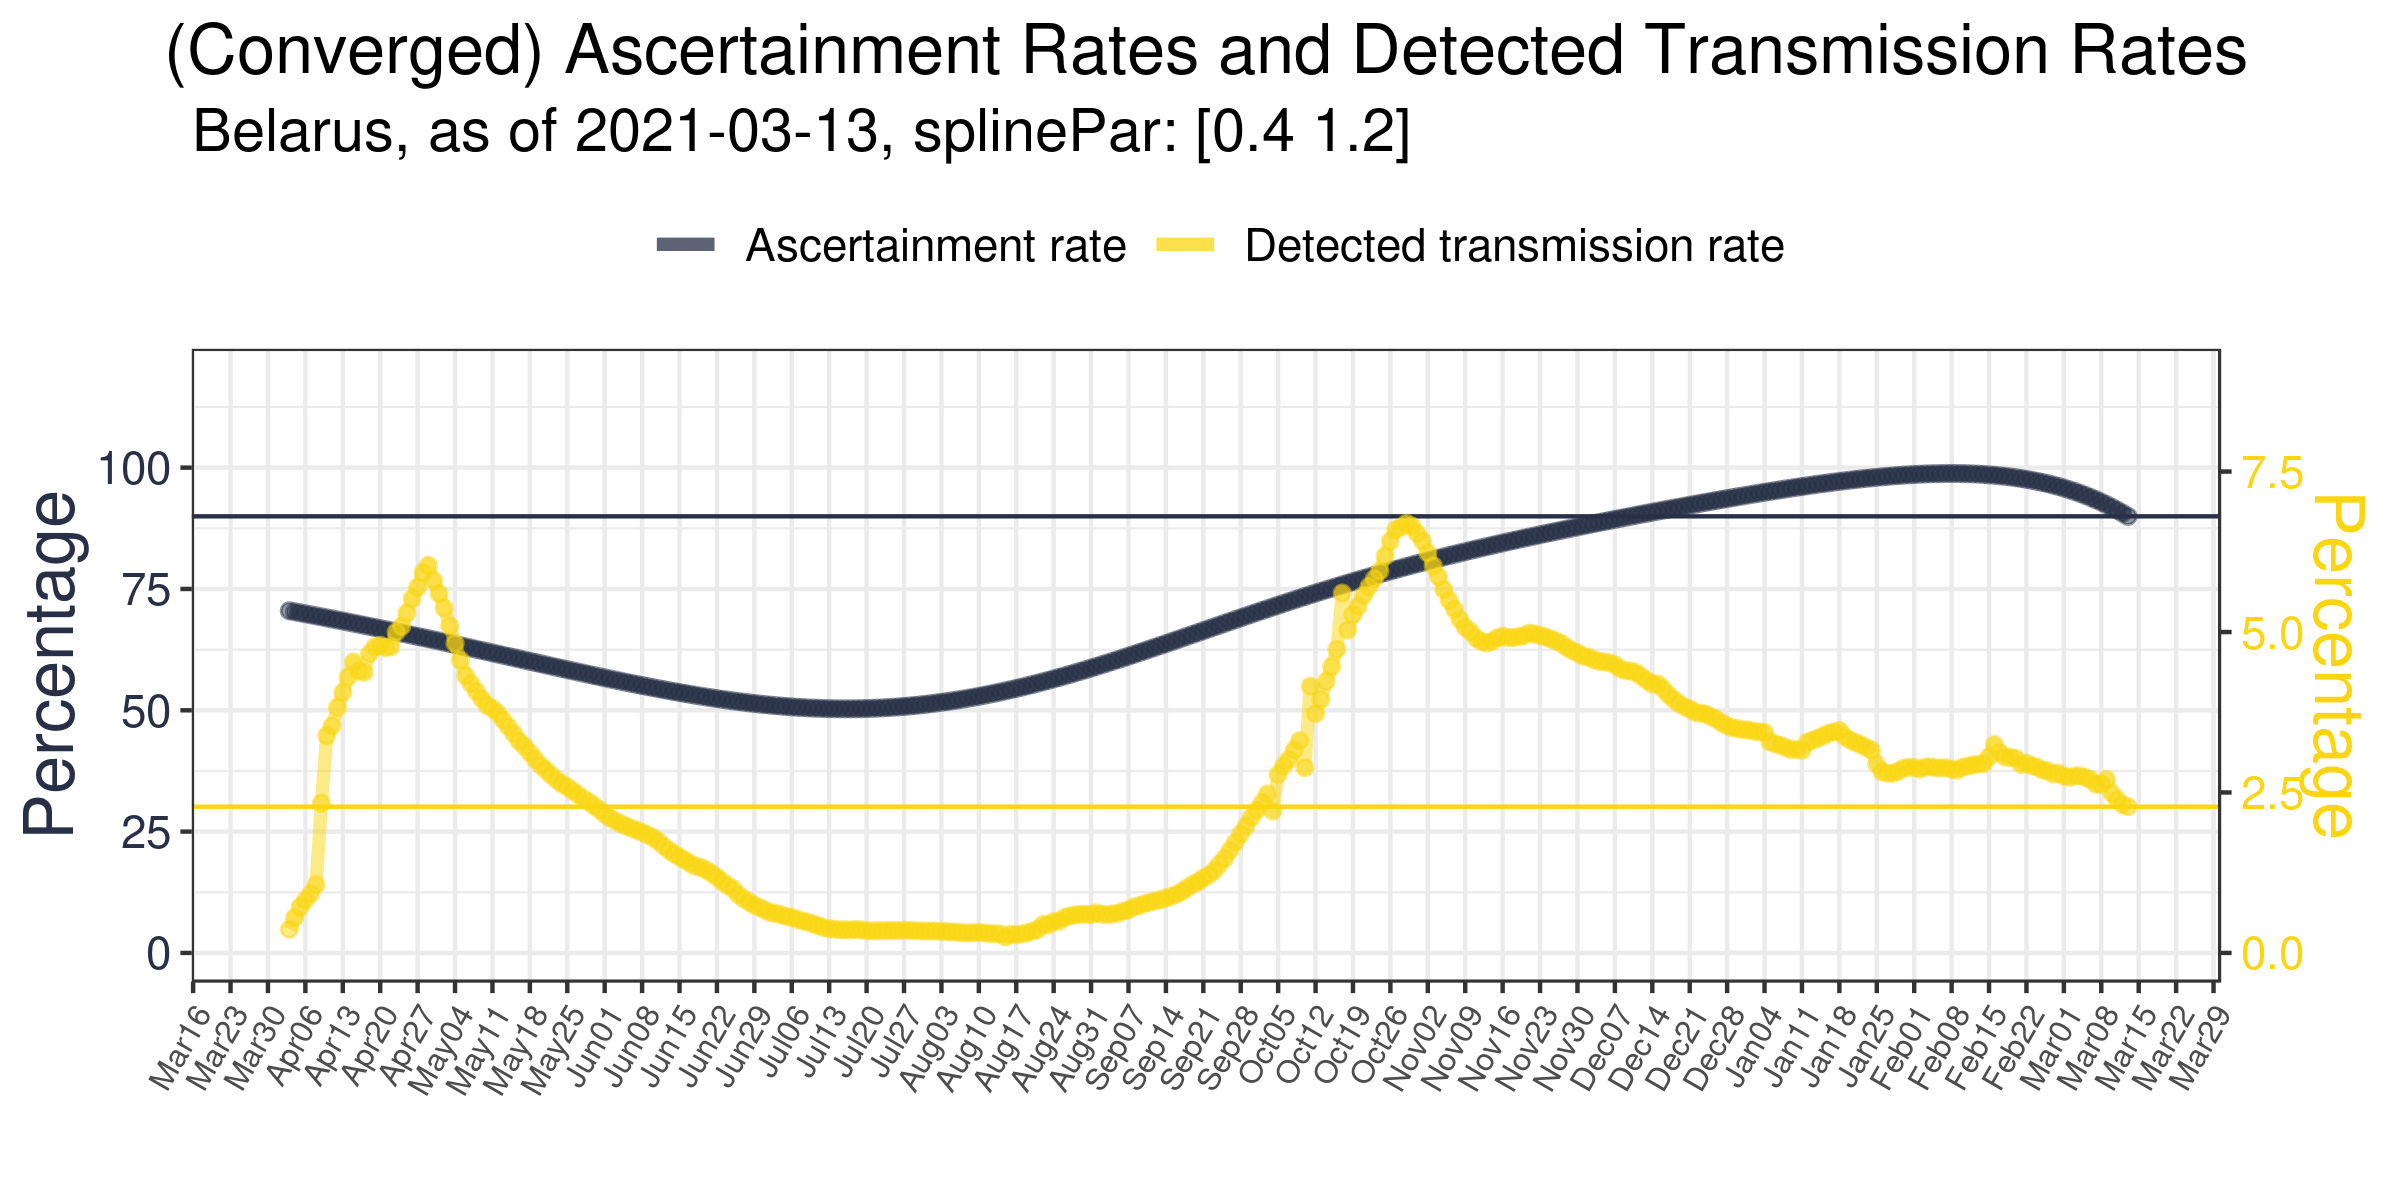 (Converged) Ascertainment Rates and Detected Transmission Rates
Belarus, as of 2021-03-13, splinePar: [0.4 1.2]
Ascertainment rate Detected transmission rate
Percentage
100
75
50
25
0
7.5
5.0
2.5
0.0
Percentage
Mar16 Mar23 Mar30 Apr06 Apr13 Apr20 Apr27 May04 May11 May18 May25 Jun01 Jun08 Jun15 Jun22 Jun29 Jul06 Jul13 Jul20 Jul27 Aug03 Aug10 Aug17 Aug24 Aug31 Sep07 Sep14 Sep21 Sep28 Oct05 Oct12 Oct19 Oct26 Nov02 Nov09 Nov16 Nov23 Nov30 Dec07 Dec14 Dec21 Dec28 Jan04 Jan11 Jan18 Jan25 Feb01 Feb08 Feb15 Feb22 Mar01 Mar08 Mar15 Mar22 Mar29